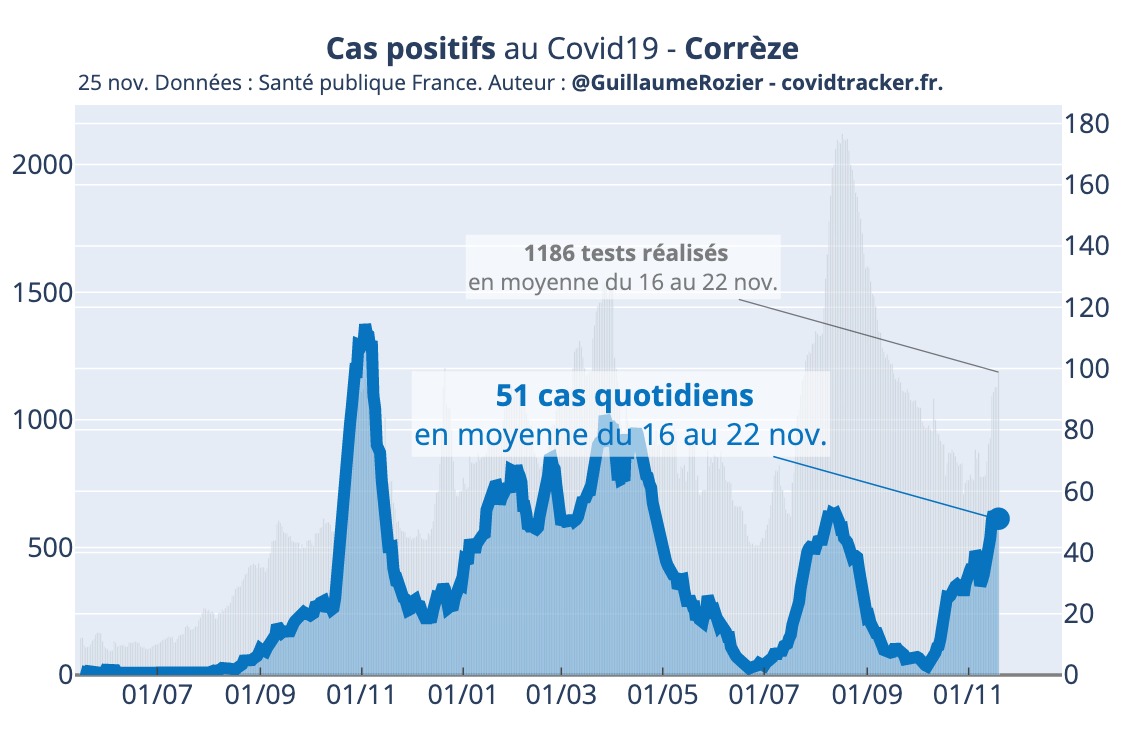 Cas positifs au Covid19 - Corrèze
25 nov. Données : Santé publique France. Auteur : @GuillaumeRozier - covidtracker.fr.
180
2000
160
1186 tests réalisés
en moyenne du 16 au 22 nov.
140
1500
120
100
51 cas quotidiens
en moyenne du 16 au 22 nov.
1000
80
60
500
40
20
0
0
01/07 01/09 01/11 01/01 01/03 01/05 01/07 01/09 01/11